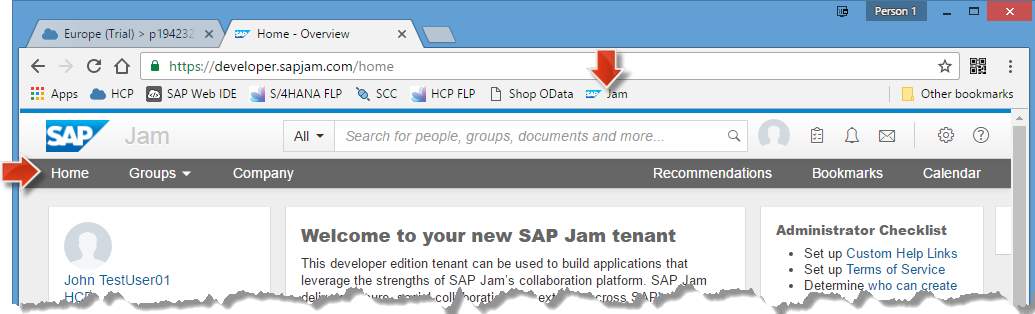 Person 1
Europe (Trial) > p194232
Home - Overview
https://developer.sapjam.com/home
Apps HCP SAP Web IDE S/4HANA FLP SCC HCP FLP Shop OData Jam Other bookmarks
SAP Jam All Search for people, groups, documents and more...
Home Groups Company Recommendations Bookmarks Calendar
John TestUser01
HCP
Welcome to your new SAP Jam tenant
This developer edition tenant can be used to build applications that
leverage the strengths of SAP Jam's collaboration platform. SAP Jam
Administrator Checklist
Set up Custom Help Links
Set up Terms of Service
Determine who can create